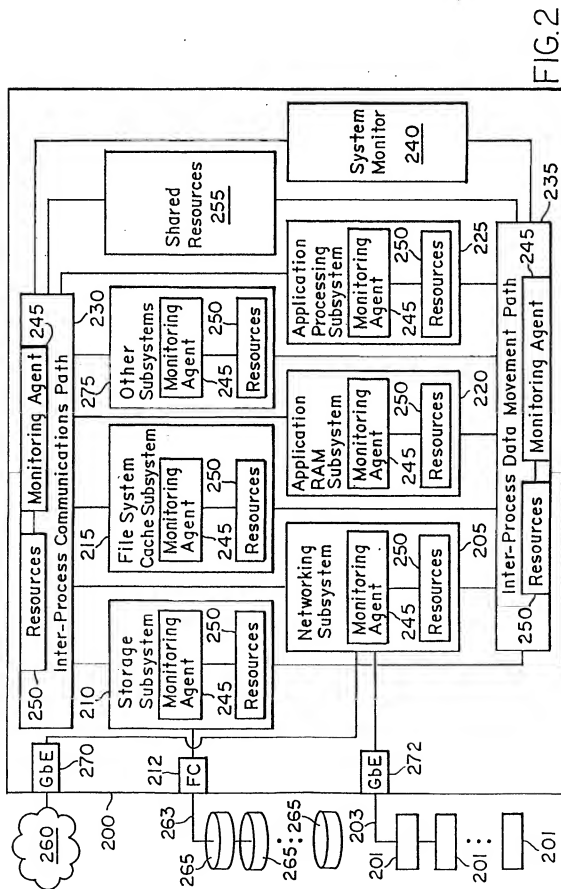 FIG. 2
230
245
Monitoring Agent
Resources
250
Inter-Process Communications Path
Shared
Resources
255
System
Monitor
240
210
Storage
Subsystem
Monitoring
Agent
245
250
Resources
215
File System
Cache Subsystem
Monitoring
Agent
245
250
Resources
275
Other
Subsystems
Monitoring
Agent
245
250
Resources
Networking
Subsystem
Monitoring
Agent
245
250
Resources
205
Application
RAM Subsystem
Monitoring
Agent
245
250
Resources
220
Application
Processing
Subsystem
Monitoring
Agent
245
250
Resources
225
Inter-Process Data Movement Path
235
250
Resources
Monitoring Agent
245
GbE
270
FC
212
GbE
272
260
200
263
265
265
265
203
201
201
201